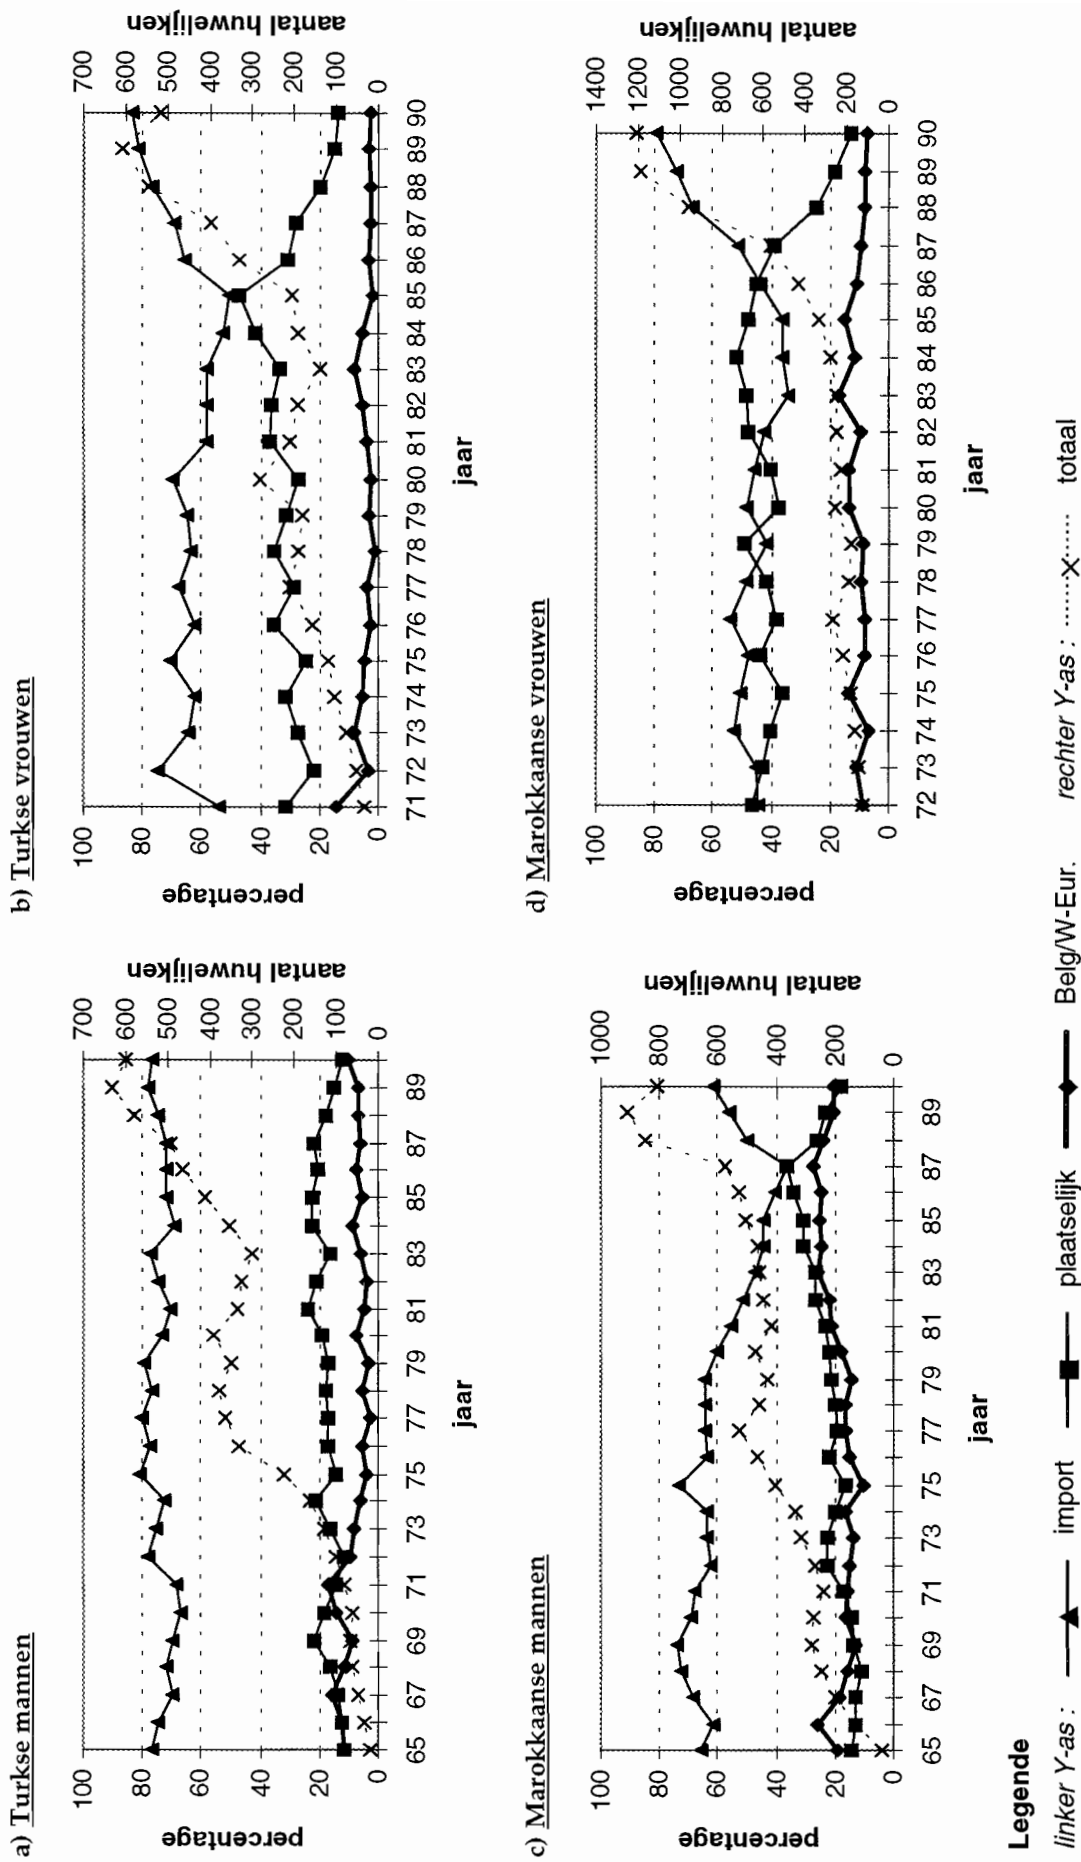 a) Turkse mannen
percentage
100
80
60
40
20
0
65 67 69 71 73 75 77 79 81 83 85 87 89
jaar
700
600
500
400
300
200
100
0
aantal huwelijken
b) Turkse vrouwen
percentage
100
80
60
40
20
0
71 72 73 74 75 76 77 78 79 80 81 82 83 84 85 86 87 88 89 90
jaar
700
600
500
400
300
200
100
0
aantal huwelijken
c) Marokkaanse mannen
percentage
100
80
60
40
20
0
65 67 69 71 73 75 77 79 81 83 85 87 89
jaar
1000
800
600
400
200
0
aantal huwelijken
d) Marokkaanse vrouwen
percentage
100
80
60
40
20
0
72 73 74 75 76 77 78 79 80 81 82 83 84 85 86 87 88 89 90
jaar
1400
1200
1000
800
600
400
200
0
aantal huwelijken
Legende
linker Y-as : import plaatselijk Belg/W-Eur. rechter Y-as : totaal